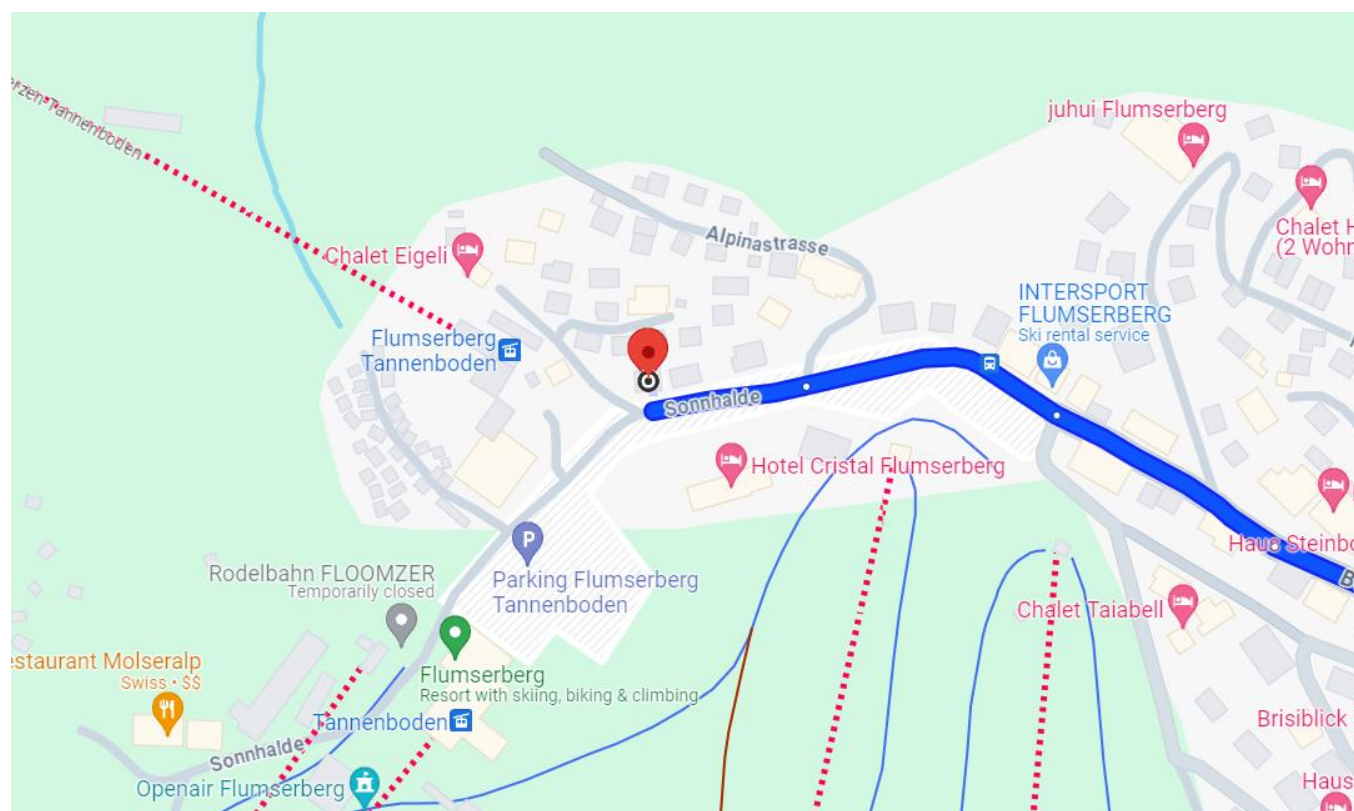 juhui Flumserberg
Tannenboden
Alpinastrasse
Chalet H
(2 Wohn
Chalet Eigeli
INTERSPORT
FLUMSERBERG
Ski rental service
Flumserberg
Tannenboden
Sonnhalde
Hotel Cristal Flumserberg
P
Haus Steinbo
B
Rodelbahn FLOOMZER
Temporarily closed
Parking Flumserberg
Tannenboden
Chalet Taiabell
estaurant Molseralp
Swiss • $$
Flumserberg
Resort with skiing, biking & climbing
Tannenboden
Brisiblick
Sonnhalde
Openair Flumserberg
Haus